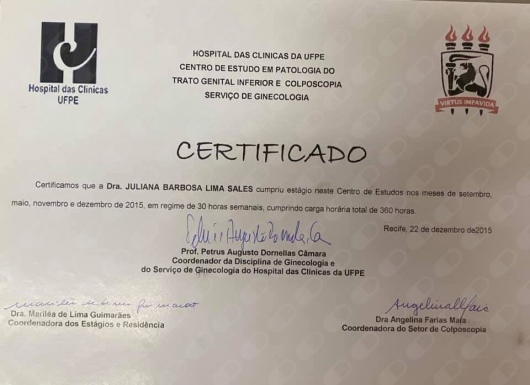 Hospital das Clínicas
UFPE
HOSPITAL DAS CLINICAS DA UFPE
CENTRO DE ESTUDO EM PATOLOGIA DO
TRATO GENITAL INFERIOR E COLPOSCOPIA
SERVIÇO DE GINECOLOGIA
VIRTUS IMPAVIDA
CERTIFICADO
Certificamos que a Dra. JULIANA BARBOSA LIMA SALES cumpriu estágio neste Centro de Estudos nos meses de setembro,
maio, novembro e dezembro de 2015, em regime de 30 horas semanais, cumprindo carga horária total de 360 horas.
Recife, 22 de dezembro de2015
Prof. Petrus Augusto Dornellas Câmara
Coordenador da Disciplina de Ginecologia e
do Serviço de Ginecologia do Hospital das Clínicas da UFPE
Dra. Mariléa de Lima Guimarães
Coordenadora dos Estágios e Residência
Dra Angelina Farias Maia
Coordenadora do Setor de Colposcopia